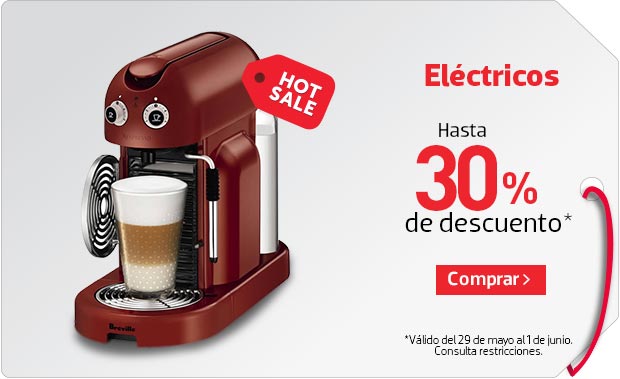 HOT
SALE
Eléctricos
Hasta
30%
de descuento*
Comprar >
Breville
*Válido del 29 de mayo al 1 de junio.
Consulta restricciones.